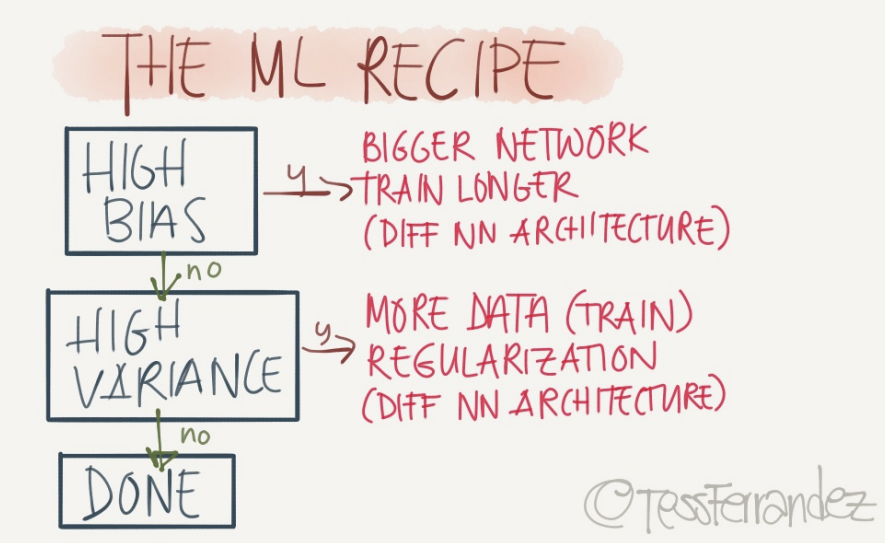 THE ML RECIPE
HIGH
BIAS
y
BIGGER NETWORK
TRAIN LONGER
(DIFF NN ARCHITECTURE)
no
HIGH
VARIANCE
y
MORE DATA (TRAIN)
REGULARIZATION
(DIFF NN ARCHITECTURE)
no
DONE
©TessFerrandez